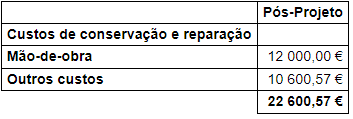 Pós-Projeto
Custos de conservação e reparação
Mão-de-obra 12 000,00 €
Outros custos 10 600,57 €
22 600,57 €